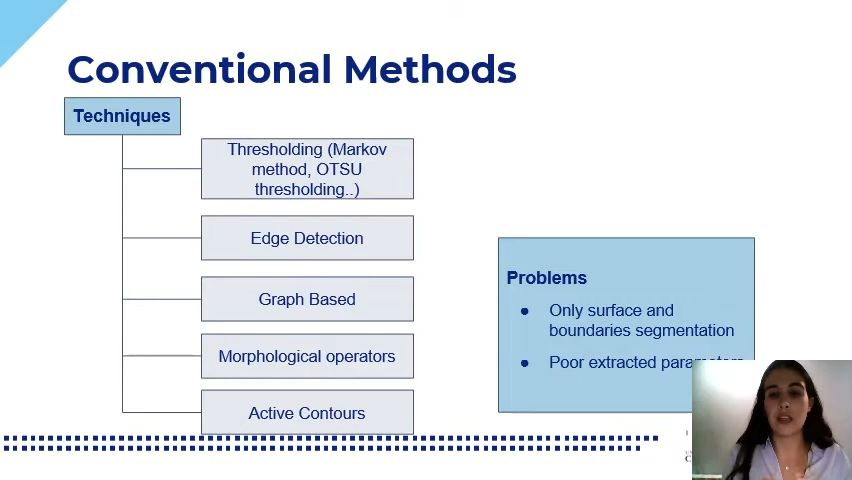 Conventional Methods
Techniques
Thresholding (Markov
method, OTSU
thresholding..)
Edge Detection
Graph Based
Morphological operators
Active Contours
Problems
● Only surface and
boundaries segmentation
● Poor extracted parameters